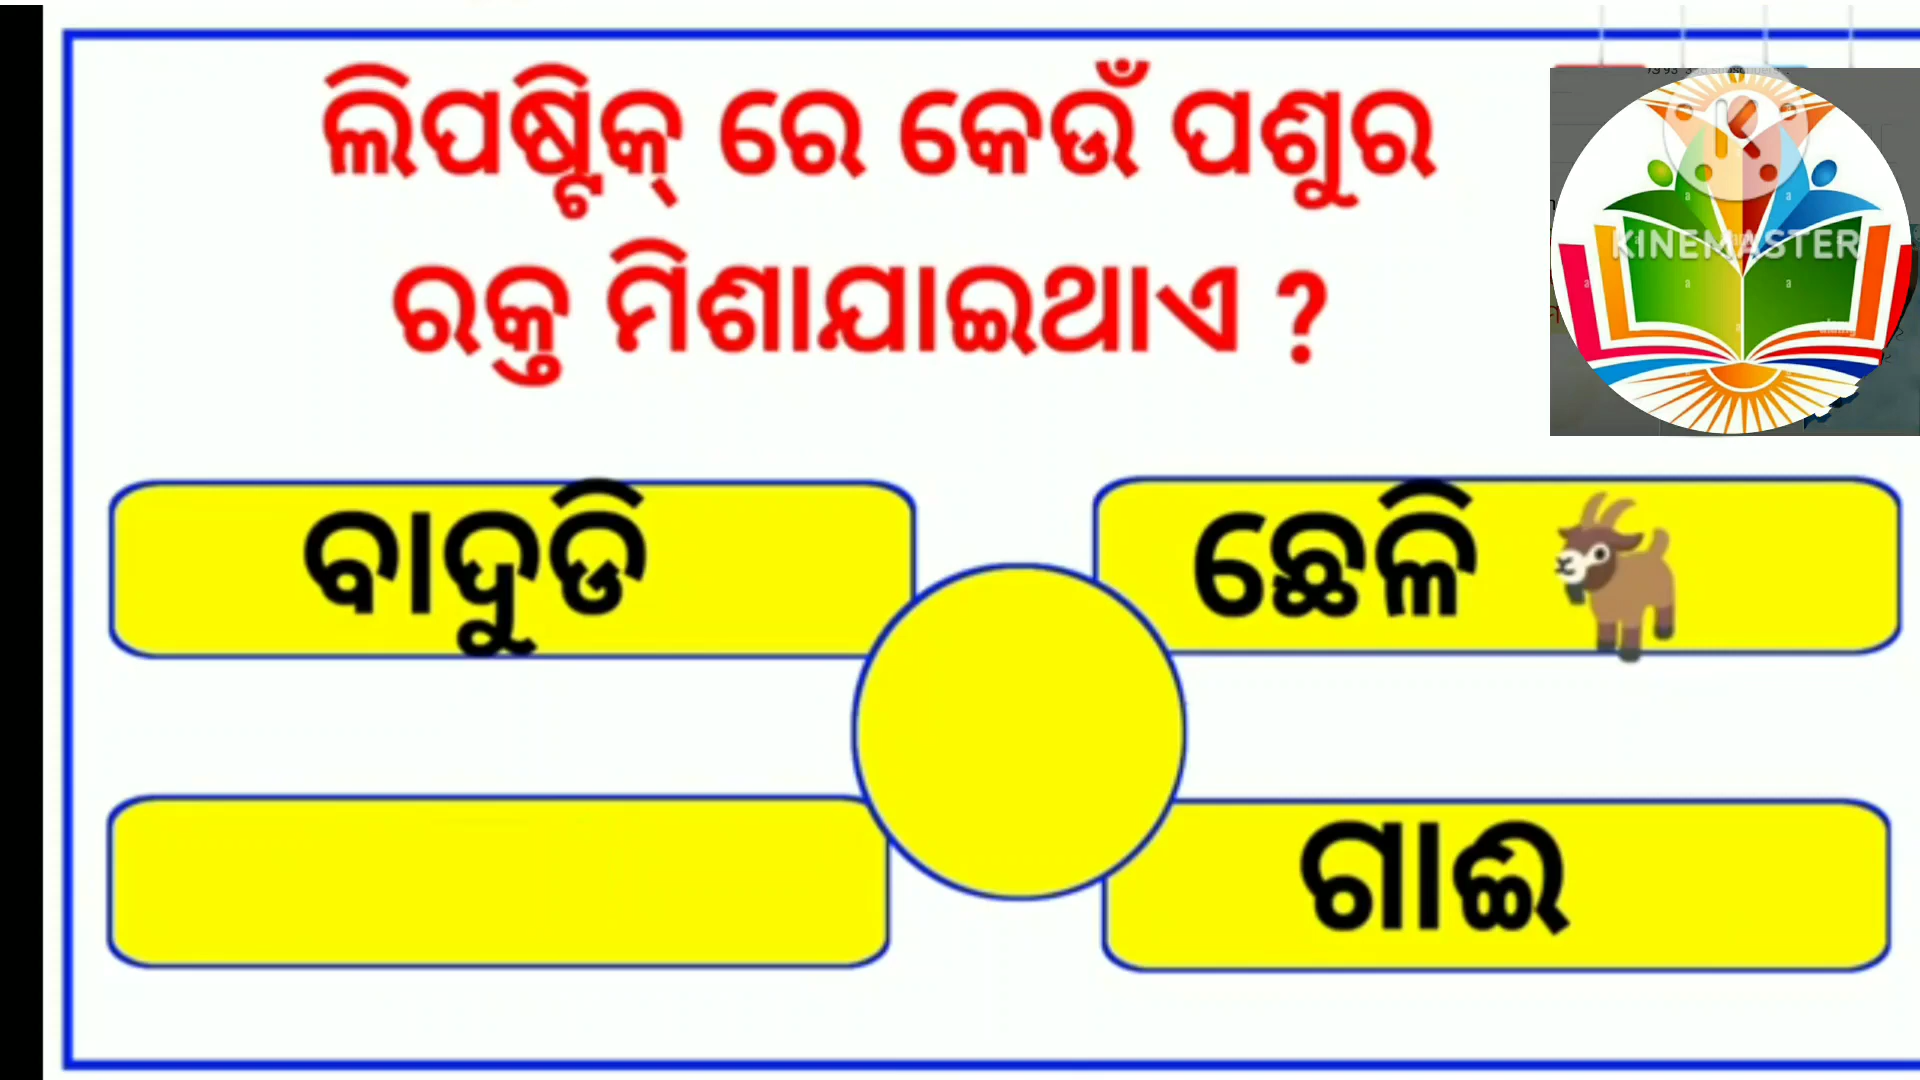 ଲିପଷ୍ଟିକ୍ ରେ କେଉଁ ପଶୁର
ରକ୍ତ ମିଶାଯାଇଥାଏ ?
ବାଦୁଡି
ଛେଳି
ଗାଈ
KINEMASTER